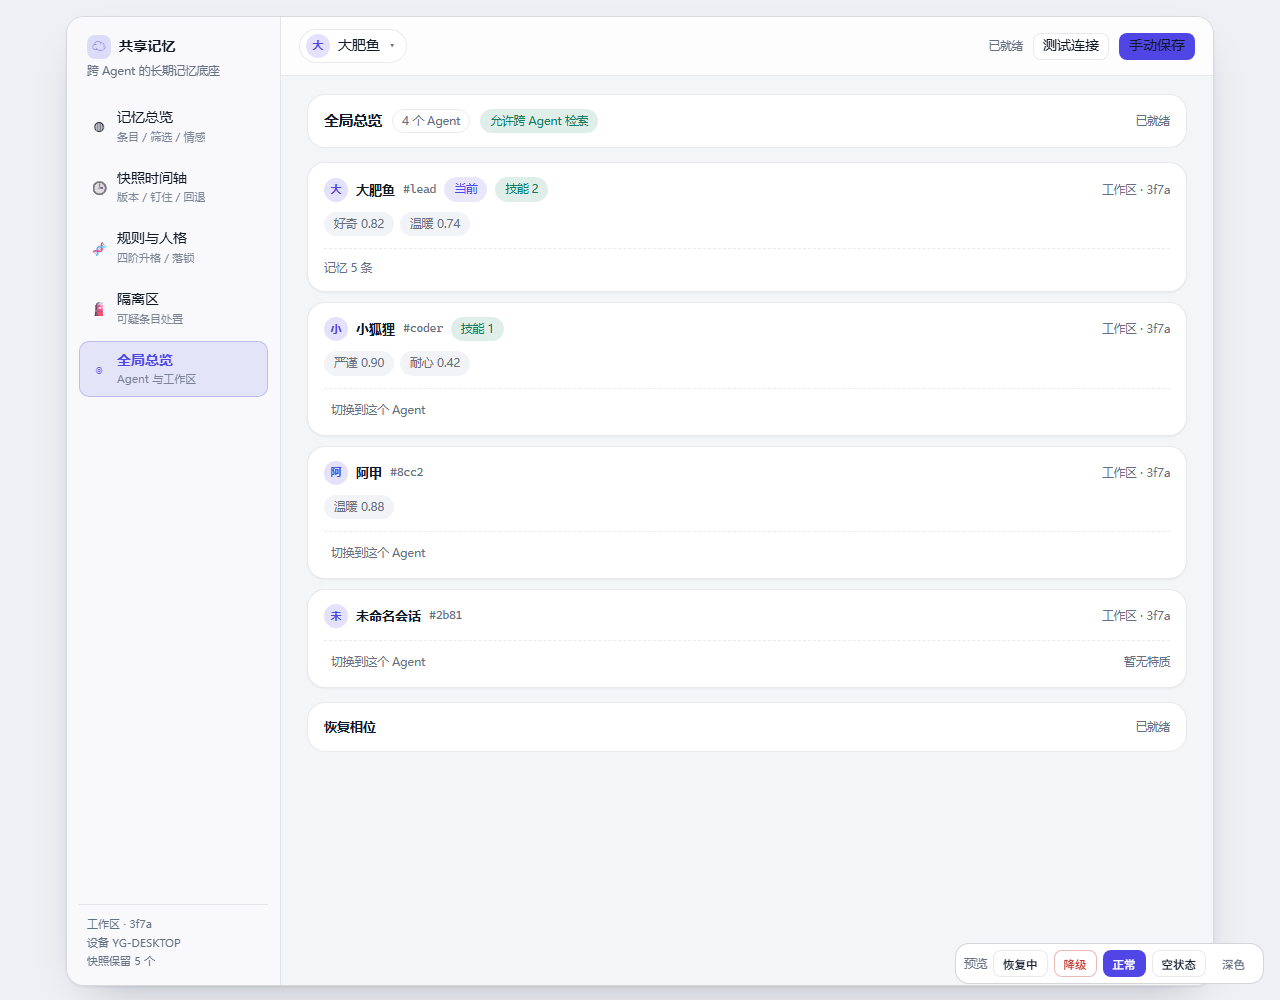 共享记忆
跨 Agent 的长期记忆底座
记忆总览
条目 / 筛选 / 情感
快照时间轴
版本 / 钉住 / 回退
规则与人格
四阶升格 / 落锁
隔离区
可疑条目处置
全局总览
Agent 与工作区
工作区 · 3f7a
设备 YG-DESKTOP
快照保留 5 个
大 大肥鱼
已就绪 测试连接 手动保存
全局总览 4 个 Agent 允许跨 Agent 检索 已就绪
大 大肥鱼 #lead 当前 技能 2 工作区 · 3f7a
好奇 0.82 温暖 0.74
记忆 5 条
小 小狐狸 #coder 技能 1 工作区 · 3f7a
严谨 0.90 耐心 0.42
切换到这个 Agent
阿 阿甲 #8cc2 工作区 · 3f7a
温暖 0.88
切换到这个 Agent
未 未命名会话 #2b81 工作区 · 3f7a
切换到这个 Agent 暂无特质
恢复相位 已就绪
预览 恢复中 降级 正常 空状态 深色